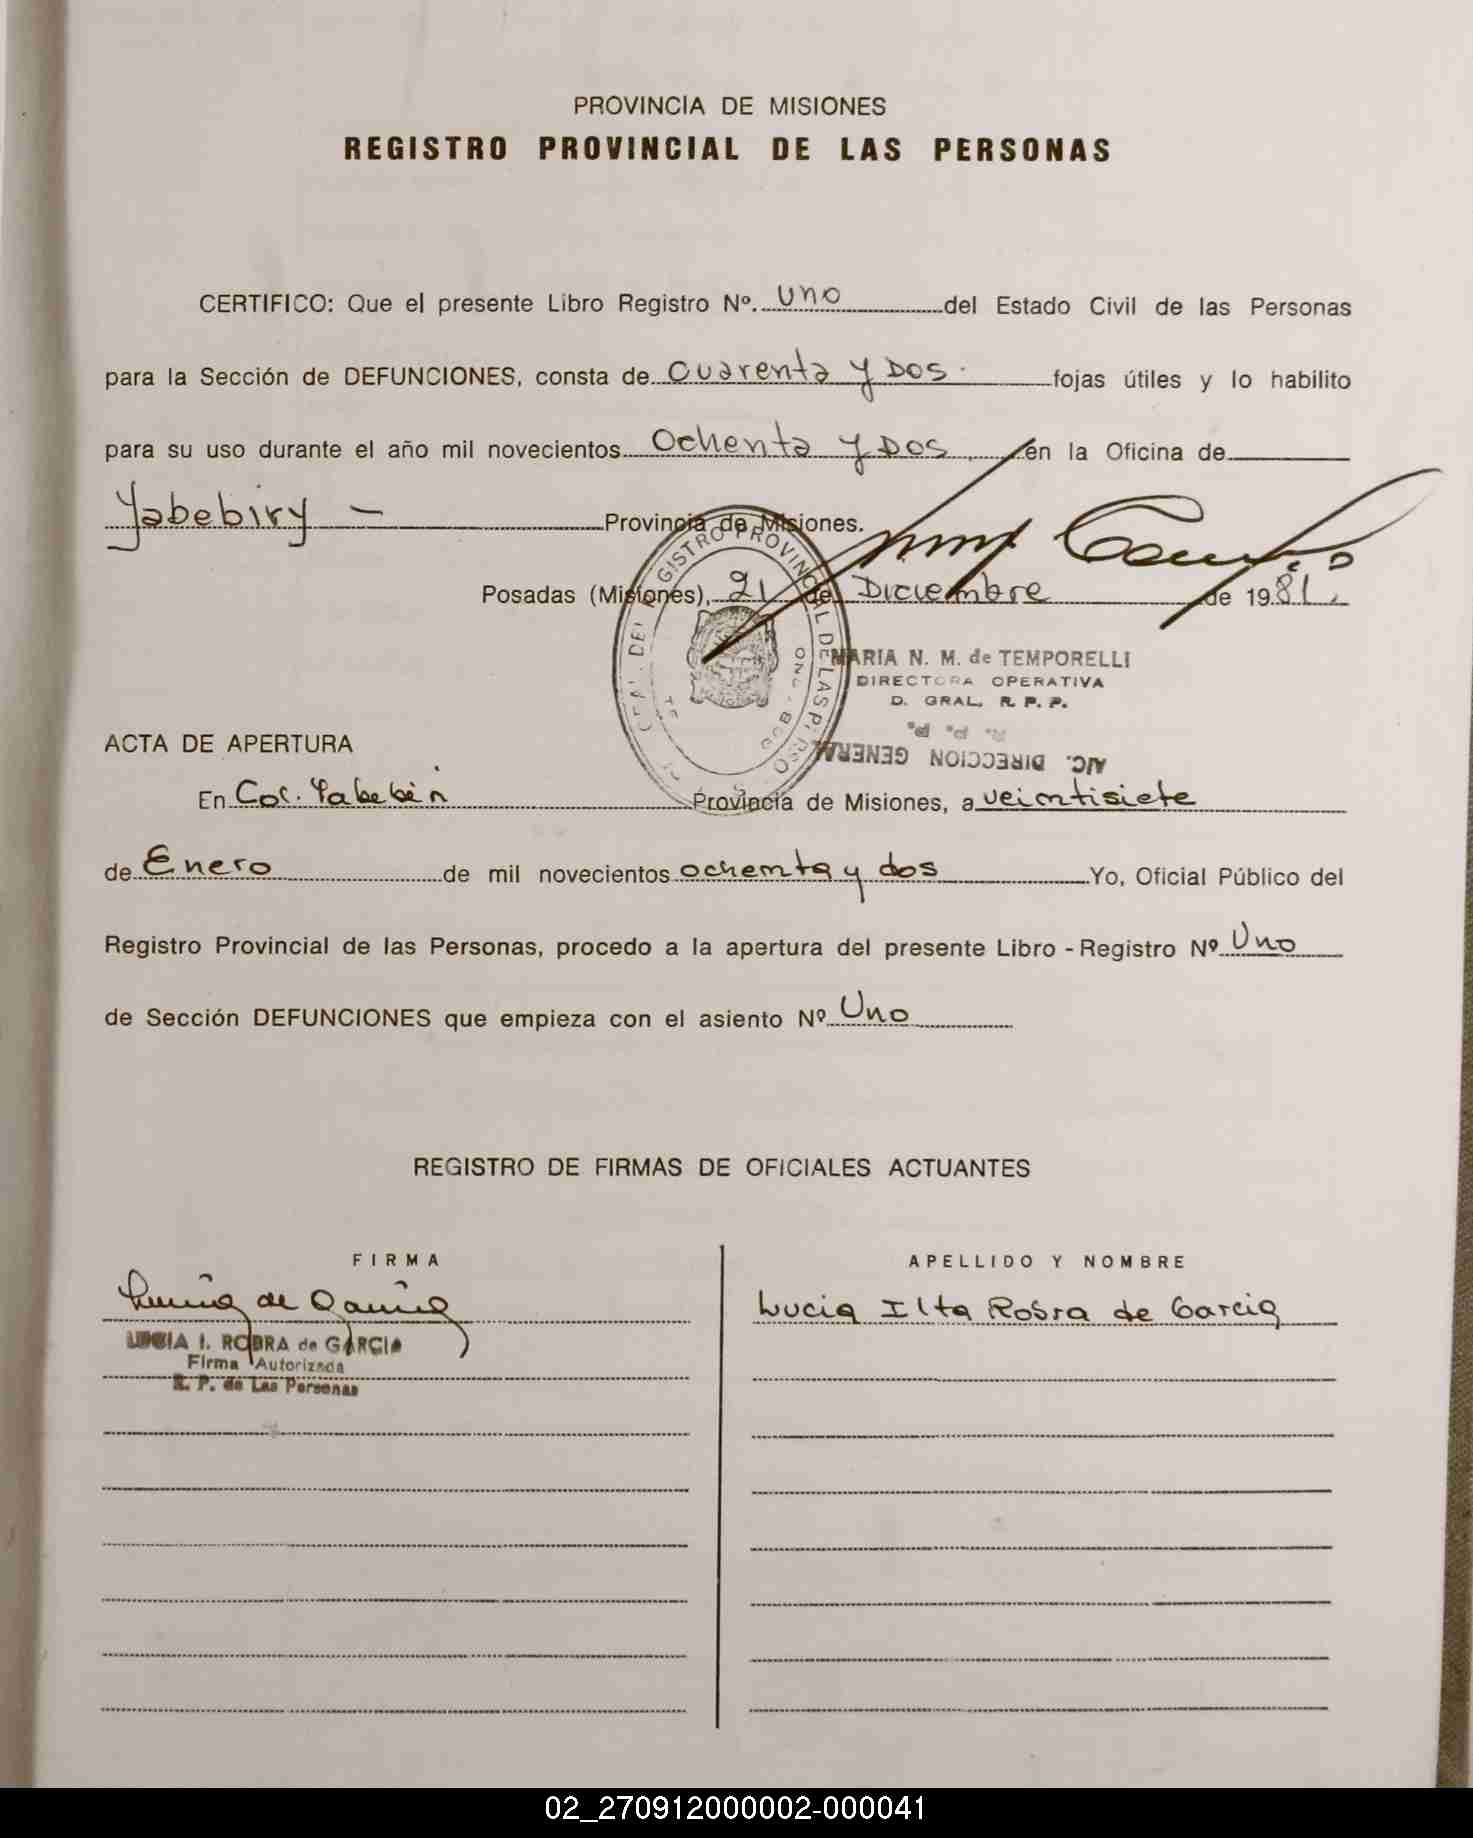 PROVINCIA DE MISIONES
REGISTRO PROVINCIAL DE LAS PERSONAS
CERTIFICO: Que el presente Libro Registro Nº. uno del Estado Civil de las Personas
para la Sección de DEFUNCIONES, consta de cuarenta y Dos. fojas útiles y lo habilito
para su uso durante el año mil novecientos Ochenta y Dos en la Oficina de
Yabebiry — Provincia de Misiones.
Posadas (Misiones), 21 de Diciembre de 1981.
MARIA N. M. de TEMPORELLI
DIRECTORA OPERATIVA
D. GRAL. R. P. P.
R. P. P.
A/C. DIRECCION GENERAL
ACTA DE APERTURA
En Col. Yabebiri Provincia de Misiones, a veintisiete
de Enero de mil novecientos ochenta y dos Yo, Oficial Público del
Registro Provincial de las Personas, procedo a la apertura del presente Libro - Registro Nº Uno
de Sección DEFUNCIONES que empieza con el asiento Nº Uno
REGISTRO DE FIRMAS DE OFICIALES ACTUANTES
FIRMA
APELLIDO Y NOMBRE
Lucia Ilta Robra de Garcia
LUCIA I. ROBRA de GARCIA
Firma Autorizada
R. P. de Las Personas
02_270912000002-000041